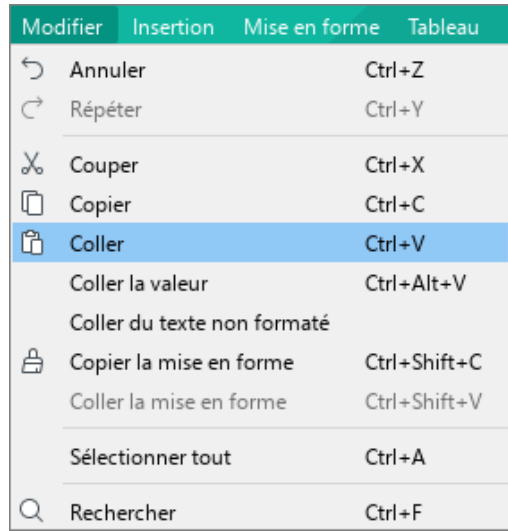 Modifier Insertion Mise en forme Tableau
Annuler Ctrl+Z
Répéter Ctrl+Y
Couper Ctrl+X
Copier Ctrl+C
Coller Ctrl+V
Coller la valeur Ctrl+Alt+V
Coller du texte non formaté
Copier la mise en forme Ctrl+Shift+C
Coller la mise en forme Ctrl+Shift+V
Sélectionner tout Ctrl+A
Rechercher Ctrl+F